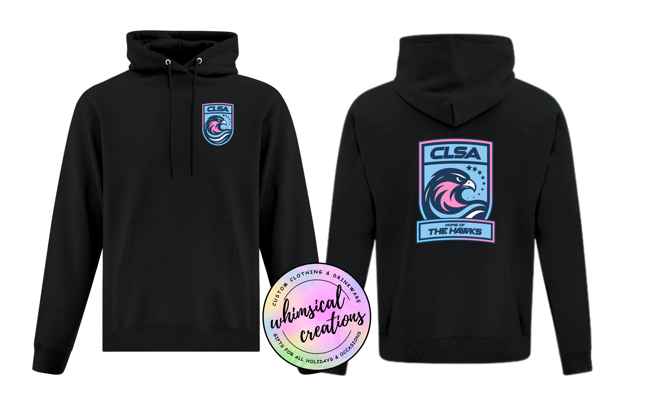 CLSA
CLSA
HOME OF
THE HAWKS
CUSTOM CLOTHING & DRINKWARE
whimsical
creations
GIFTS FOR ALL HOLIDAYS & OCCASIONS